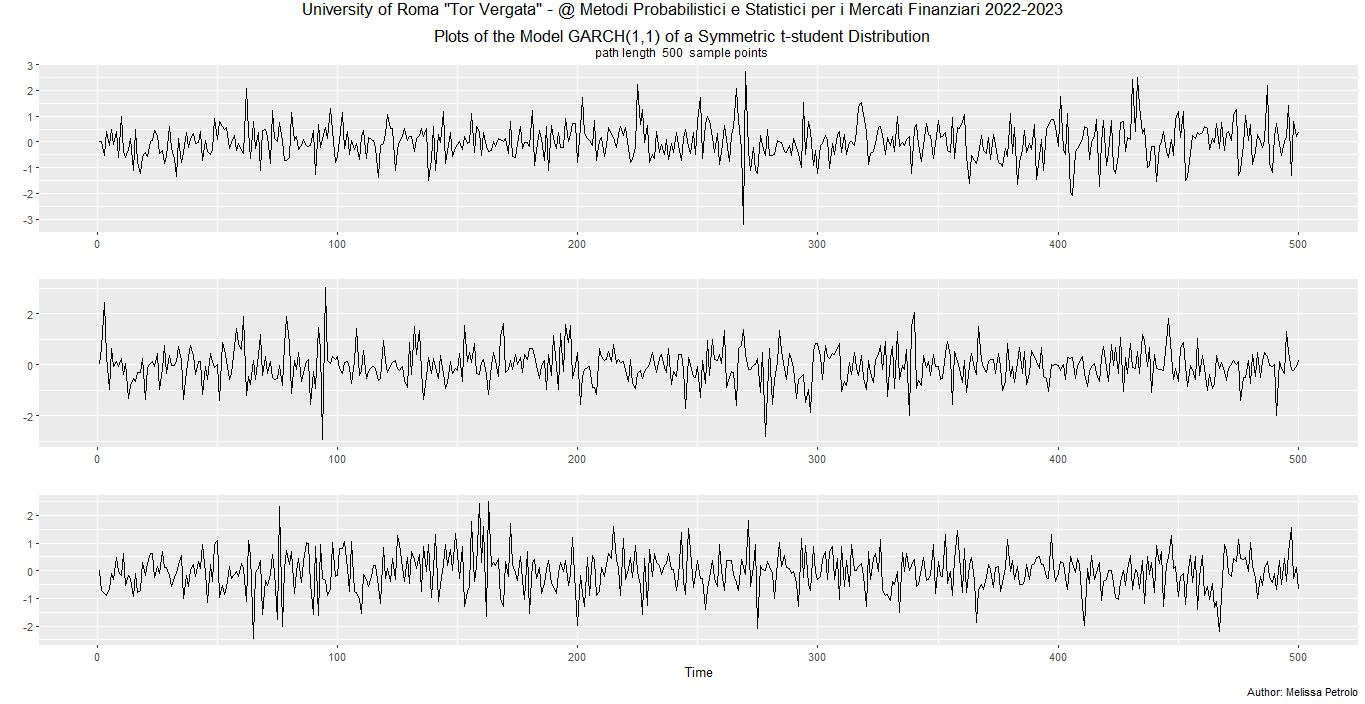 University of Roma "Tor Vergata" - @ Metodi Probabilistici e Statistici per i Mercati Finanziari 2022-2023
Plots of the Model GARCH(1,1) of a Symmetric t-student Distribution
path length 500 sample points
3
2
1
0
-1
-2
-3
0 100 200 300 400 500
2
0
-2
0 100 200 300 400 500
2
1
0
-1
-2
0 100 200 300 400 500
Time
Author: Melissa Petrolo